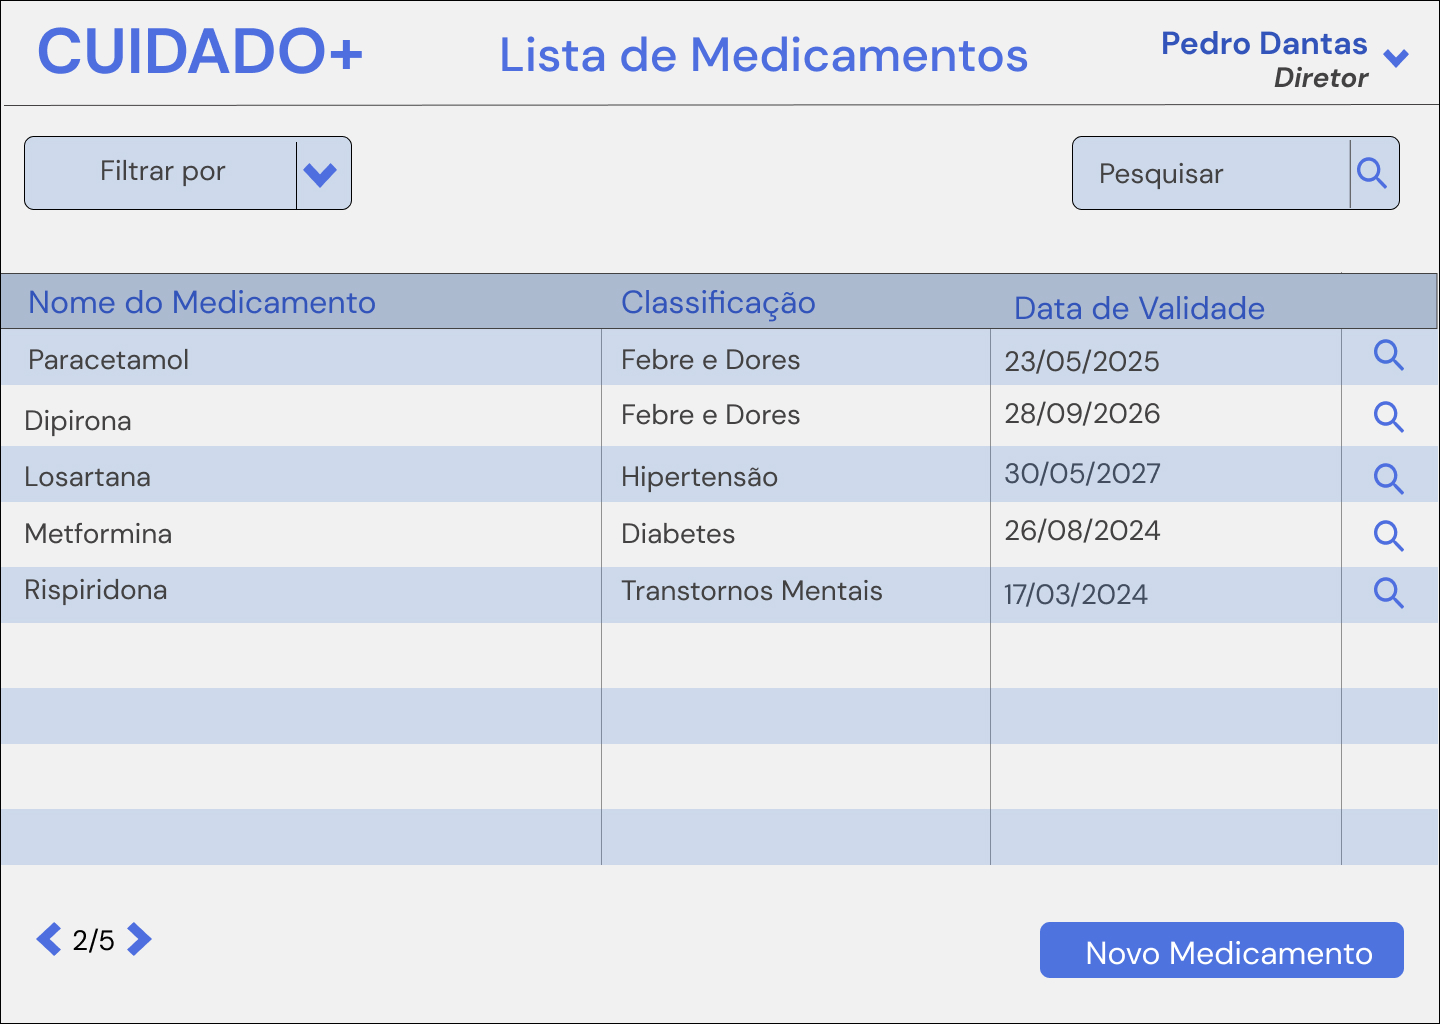 CUIDADO+
Lista de Medicamentos
Pedro Dantas
Diretor
Filtrar por
Pesquisar
Nome do Medicamento Classificação Data de Validade
Paracetamol Febre e Dores 23/05/2025
Dipirona Febre e Dores 28/09/2026
Losartana Hipertensão 30/05/2027
Metformina Diabetes 26/08/2024
Rispiridona Transtornos Mentais 17/03/2024
2/5
Novo Medicamento